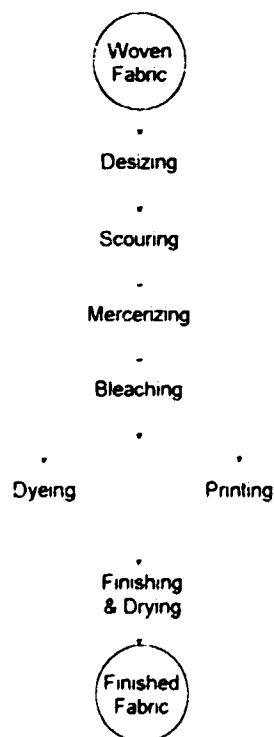 Woven
Fabric
Desizing
Scouring
Mercerizing
Bleaching
Dyeing
Printing
Finishing
& Drying
Finished
Fabric